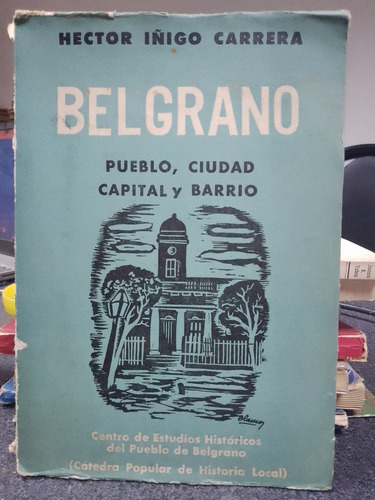 HECTOR IÑIGO CARRERA
BELGRANO
PUEBLO, CIUDAD
CAPITAL y BARRIO
Centro de Estudios Históricos
del Pueblo de Belgrano
(Cátedra Popular de Historia Local)